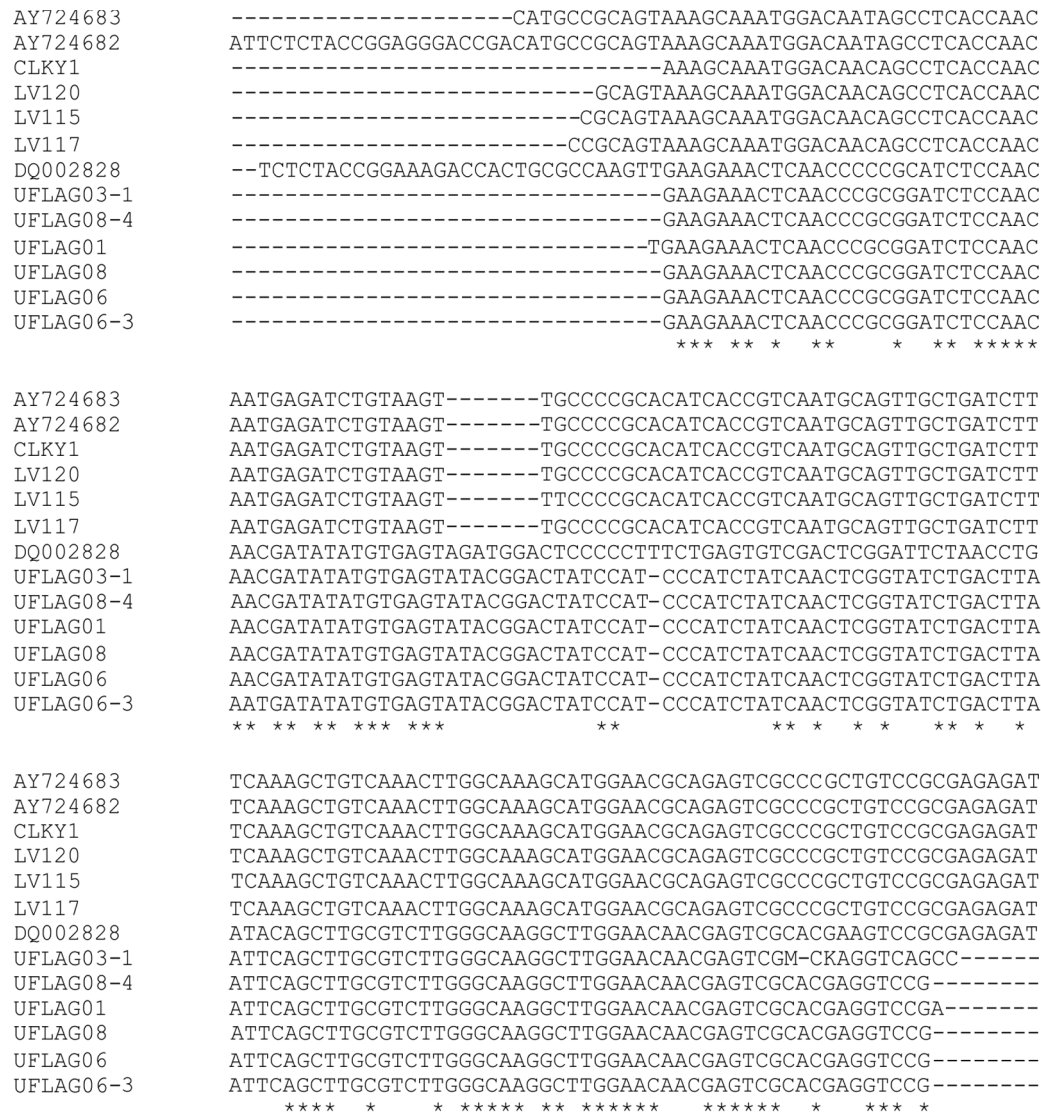 AY724683 ---------------------CATGCCGCAGTAAAGCAAATGGACAATAGCCTCACCAAC
AY724682 ATTCTCTACCGGAGGGACCGACATGCCGCAGTAAAGCAAATGGACAATAGCCTCACCAAC
CLKY1 --------------------------------AAAGCAAATGGACAACAGCCTCACCAAC
LV120 ---------------------------GCAGTAAAGCAAATGGACAACAGCCTCACCAAC
LV115 --------------------------CGCAGTAAAGCAAATGGACAACAGCCTCACCAAC
LV117 -------------------------CCGCAGTAAAGCAAATGGACAACAGCCTCACCAAC
DQ002828 --TCTCTACCGGAAAGACCACTGCGCCAAGTTGAAGAAACTCAACCCCCGCATCTCCAAC
UFLAG03-1 --------------------------------GAAGAAACTCAACCCGCGGATCTCCAAC
UFLAG08-4 --------------------------------GAAGAAACTCAACCCGCGGATCTCCAAC
UFLAG01 -------------------------------TGAAGAAACTCAACCCGCGGATCTCCAAC
UFLAG08 --------------------------------GAAGAAACTCAACCCGCGGATCTCCAAC
UFLAG06 --------------------------------GAAGAAACTCAACCCGCGGATCTCCAAC
UFLAG06-3 --------------------------------GAAGAAACTCAACCCGCGGATCTCCAAC
*** ** * ** * ** *****
AY724683 AATGAGATCTGTAAGT-------TGCCCCGCACATCACCGTCAATGCAGTTGCTGATCTT
AY724682 AATGAGATCTGTAAGT-------TGCCCCGCACATCACCGTCAATGCAGTTGCTGATCTT
CLKY1 AATGAGATCTGTAAGT-------TGCCCCGCACATCACCGTCAATGCAGTTGCTGATCTT
LV120 AATGAGATCTGTAAGT-------TGCCCCGCACATCACCGTCAATGCAGTTGCTGATCTT
LV115 AATGAGATCTGTAAGT-------TTCCCCGCACATCACCGTCAATGCAGTTGCTGATCTT
LV117 AATGAGATCTGTAAGT-------TGCCCCGCACATCACCGTCAATGCAGTTGCTGATCTT
DQ002828 AACGATATATGTGAGTAGATGGACTCCCCCTTTCTGAGTGTCGACTCGGATTCTAACCTG
UFLAG03-1 AACGATATATGTGAGTATACGGACTATCCAT-CCCATCTATCAACTCGGTATCTGACTTA
UFLAG08-4 AACGATATATGTGAGTATACGGACTATCCAT-CCCATCTATCAACTCGGTATCTGACTTA
UFLAG01 AACGATATATGTGAGTATACGGACTATCCAT-CCCATCTATCAACTCGGTATCTGACTTA
UFLAG08 AACGATATATGTGAGTATACGGACTATCCAT-CCCATCTATCAACTCGGTATCTGACTTA
UFLAG06 AACGATATATGTGAGTATACGGACTATCCAT-CCCATCTATCAACTCGGTATCTGACTTA
UFLAG06-3 AATGATATATGTGAGTATACGGACTATCCAT-CCCATCTATCAACTCGGTATCTGACTTA
** ** ** *** *** ** ** * * * ** * *
AY724683 TCAAAGCTGTCAAACTTGGCAAAGCATGGAACGCAGAGTCGCCCGCTGTCCGCGAGAGAT
AY724682 TCAAAGCTGTCAAACTTGGCAAAGCATGGAACGCAGAGTCGCCCGCTGTCCGCGAGAGAT
CLKY1 TCAAAGCTGTCAAACTTGGCAAAGCATGGAACGCAGAGTCGCCCGCTGTCCGCGAGAGAT
LV120 TCAAAGCTGTCAAACTTGGCAAAGCATGGAACGCAGAGTCGCCCGCTGTCCGCGAGAGAT
LV115 TCAAAGCTGTCAAACTTGGCAAAGCATGGAACGCAGAGTCGCCCGCTGTCCGCGAGAGAT
LV117 TCAAAGCTGTCAAACTTGGCAAAGCATGGAACGCAGAGTCGCCCGCTGTCCGCGAGAGAT
DQ002828 ATACAGCTTGCGTCTTGGGCAAGGCTTGGAACAACGAGTCGCACGAAGTCCGCGAGAGAT
UFLAG03-1 ATTCAGCTTGCGTCTTGGGCAAGGCTTGGAACAACGAGTCGM-CKAGGTCAGCC------
UFLAG08-4 ATTCAGCTTGCGTCTTGGGCAAGGCTTGGAACAACGAGTCGCACGAGGTCCG--------
UFLAG01 ATTCAGCTTGCGTCTTGGGCAAGGCTTGGAACAACGAGTCGCACGAGGTCCGA-------
UFLAG08 ATTCAGCTTGCGTCTTGGGCAAGGCTTGGAACAACGAGTCGCACGAGGTCCG--------
UFLAG06 ATTCAGCTTGCGTCTTGGGCAAGGCTTGGAACAACGAGTCGCACGAGGTCCG--------
UFLAG06-3 ATTCAGCTTGCGTCTTGGGCAAGGCTTGGAACAACGAGTCGCACGAGGTCCG--------
**** * * ***** ** ****** ****** * *** *